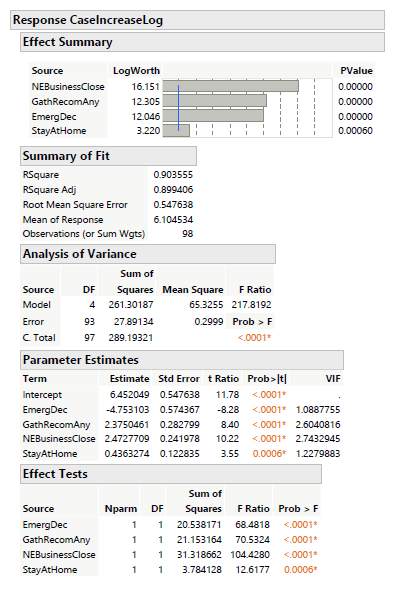 Response CaseIncreaseLog
Effect Summary
Source LogWorth PValue
NEBusinessClose 16.151 0.00000
GathRecomAny 12.305 0.00000
EmergDec 12.046 0.00000
StayAtHome 3.220 0.00060
Summary of Fit
RSquare 0.903555
RSquare Adj 0.899406
Root Mean Square Error 0.547638
Mean of Response 6.104534
Observations (or Sum Wgts) 98
Analysis of Variance
Sum of
Source DF Squares Mean Square F Ratio
Model 4 261.30187 65.3255 217.8192
Error 93 27.89134 0.2999 Prob > F
C. Total 97 289.19321 <.0001*
Parameter Estimates
Term Estimate Std Error t Ratio Prob>|t| VIF
Intercept 6.452049 0.547638 11.78 <.0001* .
EmergDec -4.753103 0.574367 -8.28 <.0001* 1.0887755
GathRecomAny 2.3750461 0.282799 8.40 <.0001* 2.6040816
NEBusinessClose 2.4727709 0.241978 10.22 <.0001* 2.7432945
StayAtHome 0.4363274 0.122835 3.55 0.0006* 1.2279883
Effect Tests
Sum of
Source Nparm DF Squares F Ratio Prob > F
EmergDec 1 1 20.538171 68.4818 <.0001*
GathRecomAny 1 1 21.153164 70.5324 <.0001*
NEBusinessClose 1 1 31.318662 104.4280 <.0001*
StayAtHome 1 1 3.784128 12.6177 0.0006*